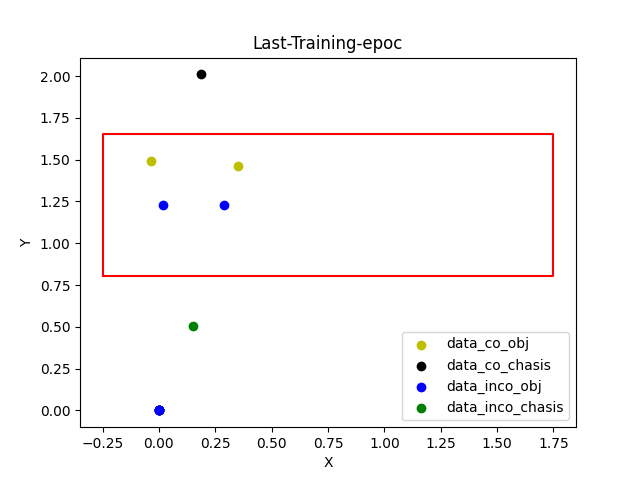 Last-Training-epoc
2.00
1.75
1.50
1.25
1.00
0.75
0.50
0.25
0.00
Y
data_co_obj
data_co_chasis
data_inco_obj
data_inco_chasis
−0.25 0.00 0.25 0.50 0.75 1.00 1.25 1.50 1.75
X